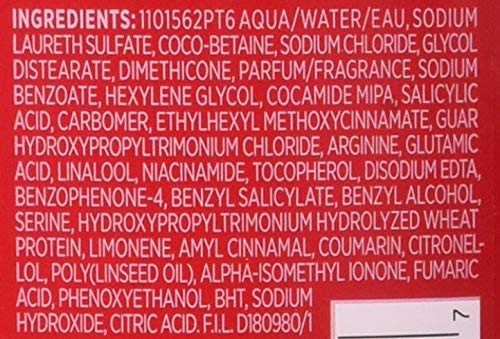 INGREDIENTS: 1101562PT6 AQUA/WATER/EAU, SODIUM
LAURETH SULFATE, COCO-BETAINE, SODIUM CHLORIDE, GLYCOL
DISTEARATE, DIMETHICONE, PARFUM/FRAGRANCE, SODIUM
BENZOATE, HEXYLENE GLYCOL, COCAMIDE MIPA, SALICYLIC
ACID, CARBOMER, ETHYLHEXYL METHOXYCINNAMATE, GUAR
HYDROXYPROPYLTRIMONIUM CHLORIDE, ARGININE, GLUTAMIC
ACID, LINALOOL, NIACINAMIDE, TOCOPHEROL, DISODIUM EDTA,
BENZOPHENONE-4, BENZYL SALICYLATE, BENZYL ALCOHOL,
SERINE, HYDROXYPROPYLTRIMONIUM HYDROLYZED WHEAT
PROTEIN, LIMONENE, AMYL CINNAMAL, COUMARIN, CITRONEL-
LOL, POLY(LINSEED OIL), ALPHA-ISOMETHYL IONONE, FUMARIC
ACID, PHENOXYETHANOL, BHT, SODIUM
HYDROXIDE, CITRIC ACID. F.I.L. D180980/1
7